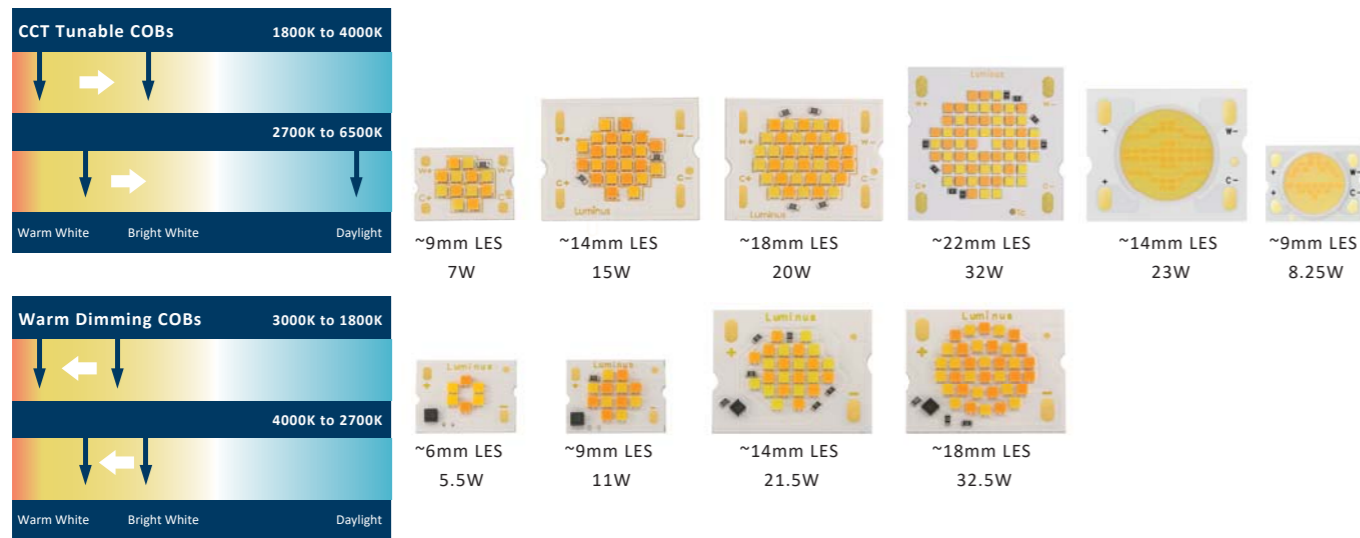 CCT Tunable COBs 1800K to 4000K
2700K to 6500K
Warm White Bright White Daylight
W+ W-
C+ C-
~9mm LES
7W
W+ W-
C+ C-
Luminus
~14mm LES
15W
W+ W-
C+ C-
Luminus
~18mm LES
20W
Luminus
W+ W-
C+ C-
Tc
~22mm LES
32W
+ W-
+ C-
~14mm LES
23W
+ W-
+ C-
~9mm LES
8.25W
Warm Dimming COBs 3000K to 1800K
4000K to 2700K
Warm White Bright White Daylight
Luminus
+
~6mm LES
5.5W
Luminus
+
~9mm LES
11W
Luminus
+
~14mm LES
21.5W
Luminus
+
~18mm LES
32.5W